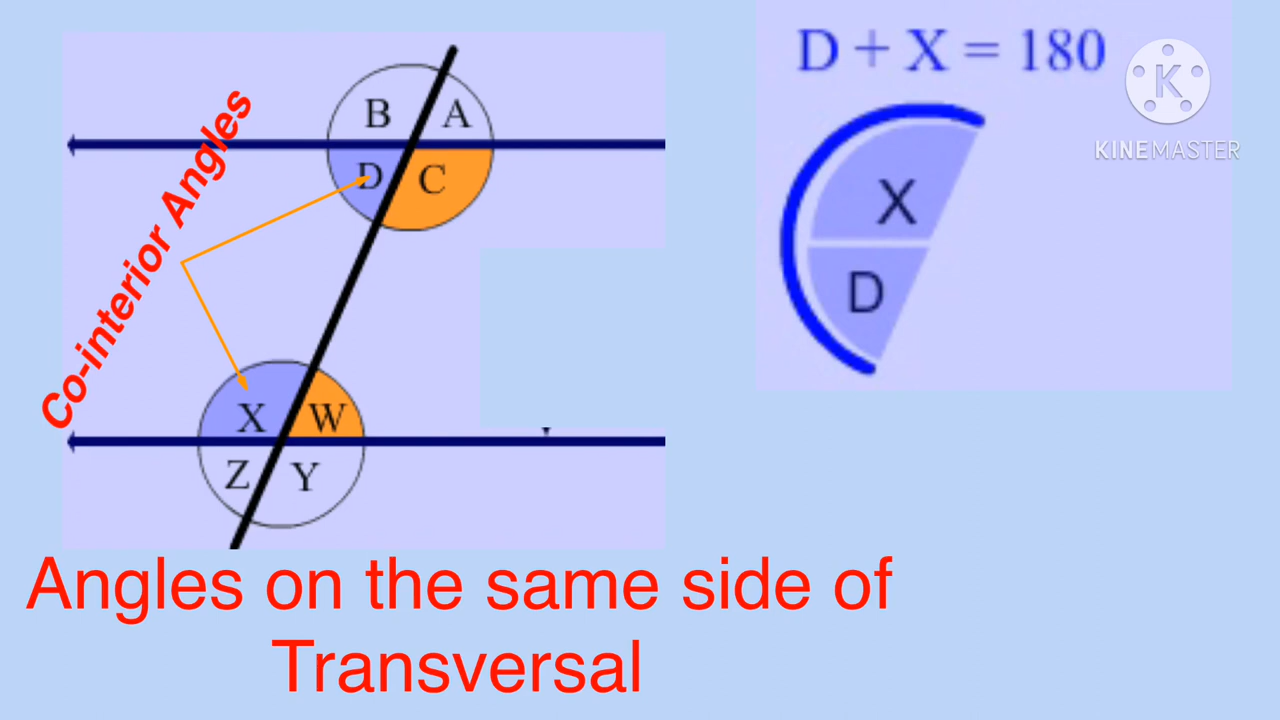 D + X = 180
K
KINEMASTER
Co-interior Angles
B A
D C
X
D
X W
Z Y
Angles on the same side of
Transversal